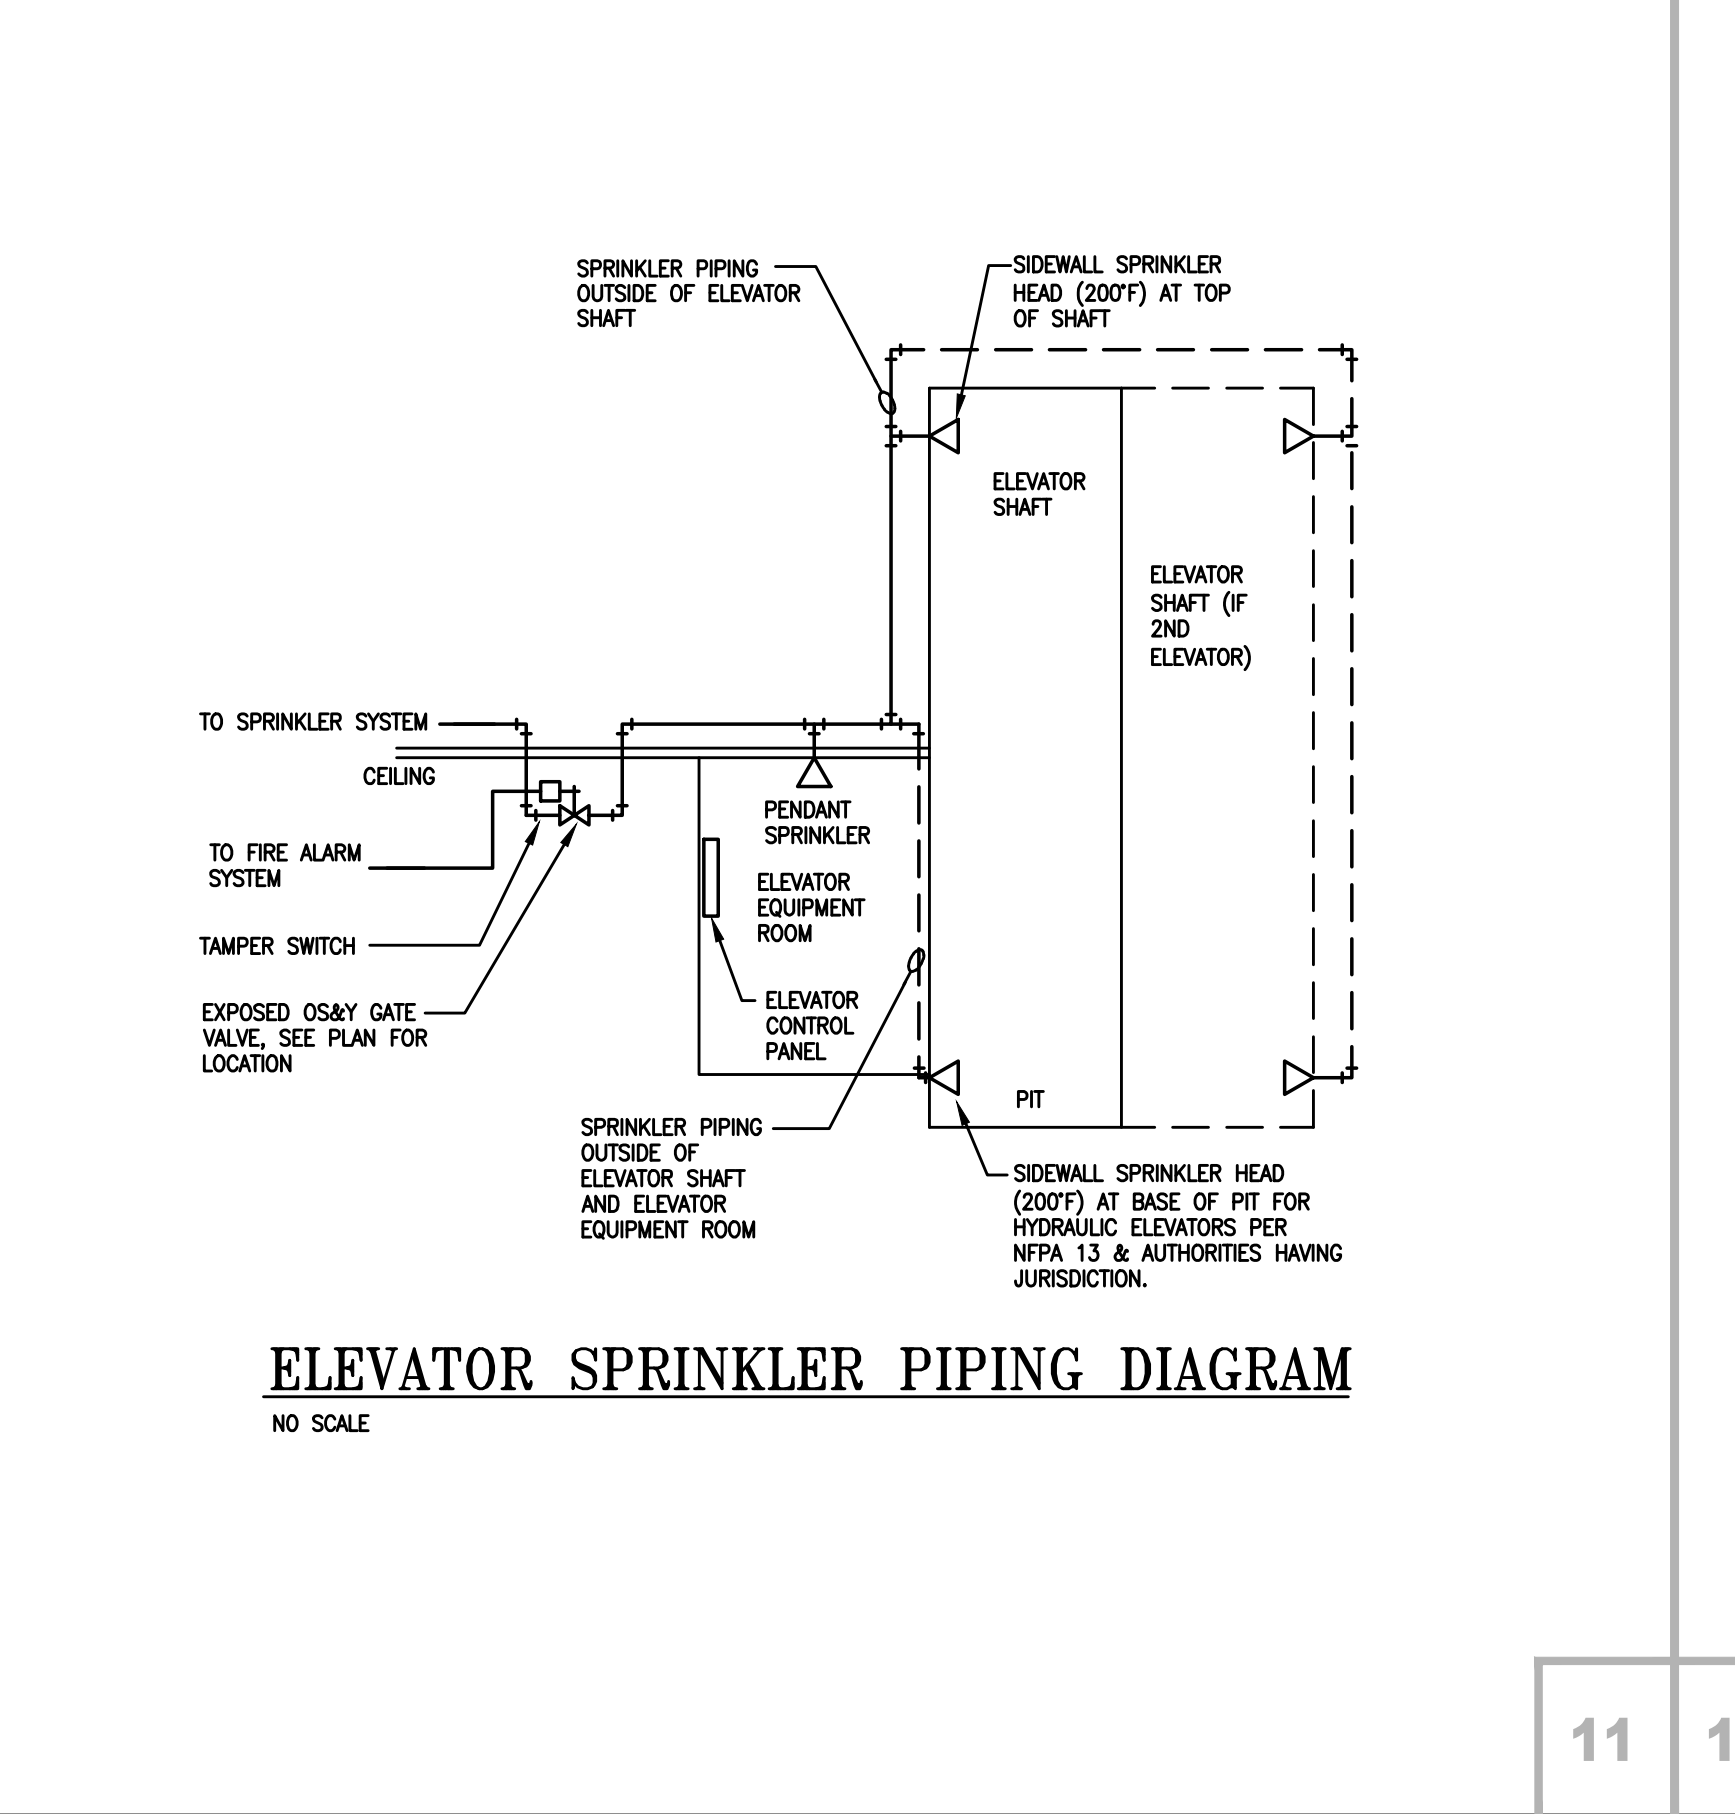 SPRINKLER PIPING
OUTSIDE OF ELEVATOR
SHAFT
SIDEWALL SPRINKLER
HEAD (200°F) AT TOP
OF SHAFT
ELEVATOR
SHAFT
ELEVATOR
SHAFT (IF
2ND
ELEVATOR)
TO SPRINKLER SYSTEM
CEILING
PENDANT
SPRINKLER
TO FIRE ALARM
SYSTEM
ELEVATOR
EQUIPMENT
ROOM
TAMPER SWITCH
EXPOSED OS&Y GATE
VALVE, SEE PLAN FOR
LOCATION
ELEVATOR
CONTROL
PANEL
PIT
SPRINKLER PIPING
OUTSIDE OF
ELEVATOR SHAFT
AND ELEVATOR
EQUIPMENT ROOM
SIDEWALL SPRINKLER HEAD
(200°F) AT BASE OF PIT FOR
HYDRAULIC ELEVATORS PER
NFPA 13 & AUTHORITIES HAVING
JURISDICTION.
ELEVATOR SPRINKLER PIPING DIAGRAM
NO SCALE
11